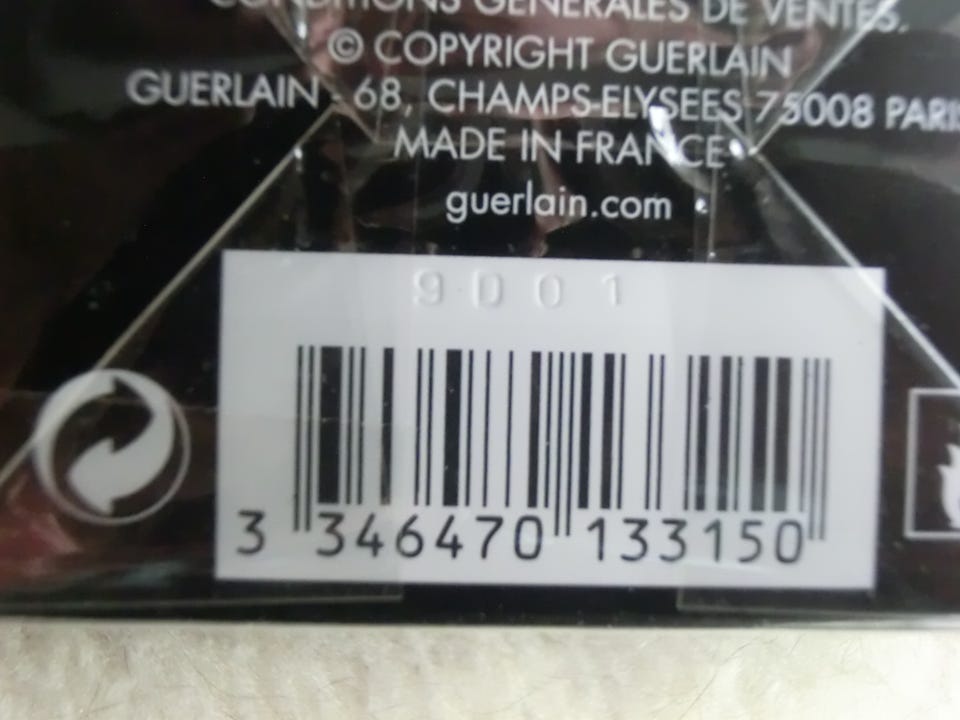 CONDITIONS GENERALES DE VENTES.
© COPYRIGHT GUERLAIN
GUERLAIN - 68, CHAMPS-ELYSEES 75008 PARIS
MADE IN FRANCE
guerlain.com
9D01
3 346470 133150